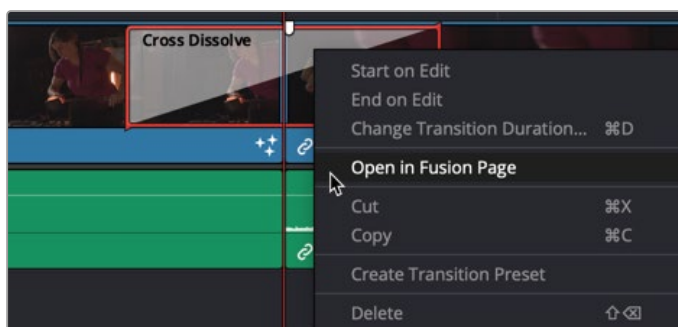 Cross Dissolve
Start on Edit
End on Edit
Change Transition Duration... ⌘D
Open in Fusion Page
Cut ⌘X
Copy ⌘C
Create Transition Preset
Delete ⇧⌫